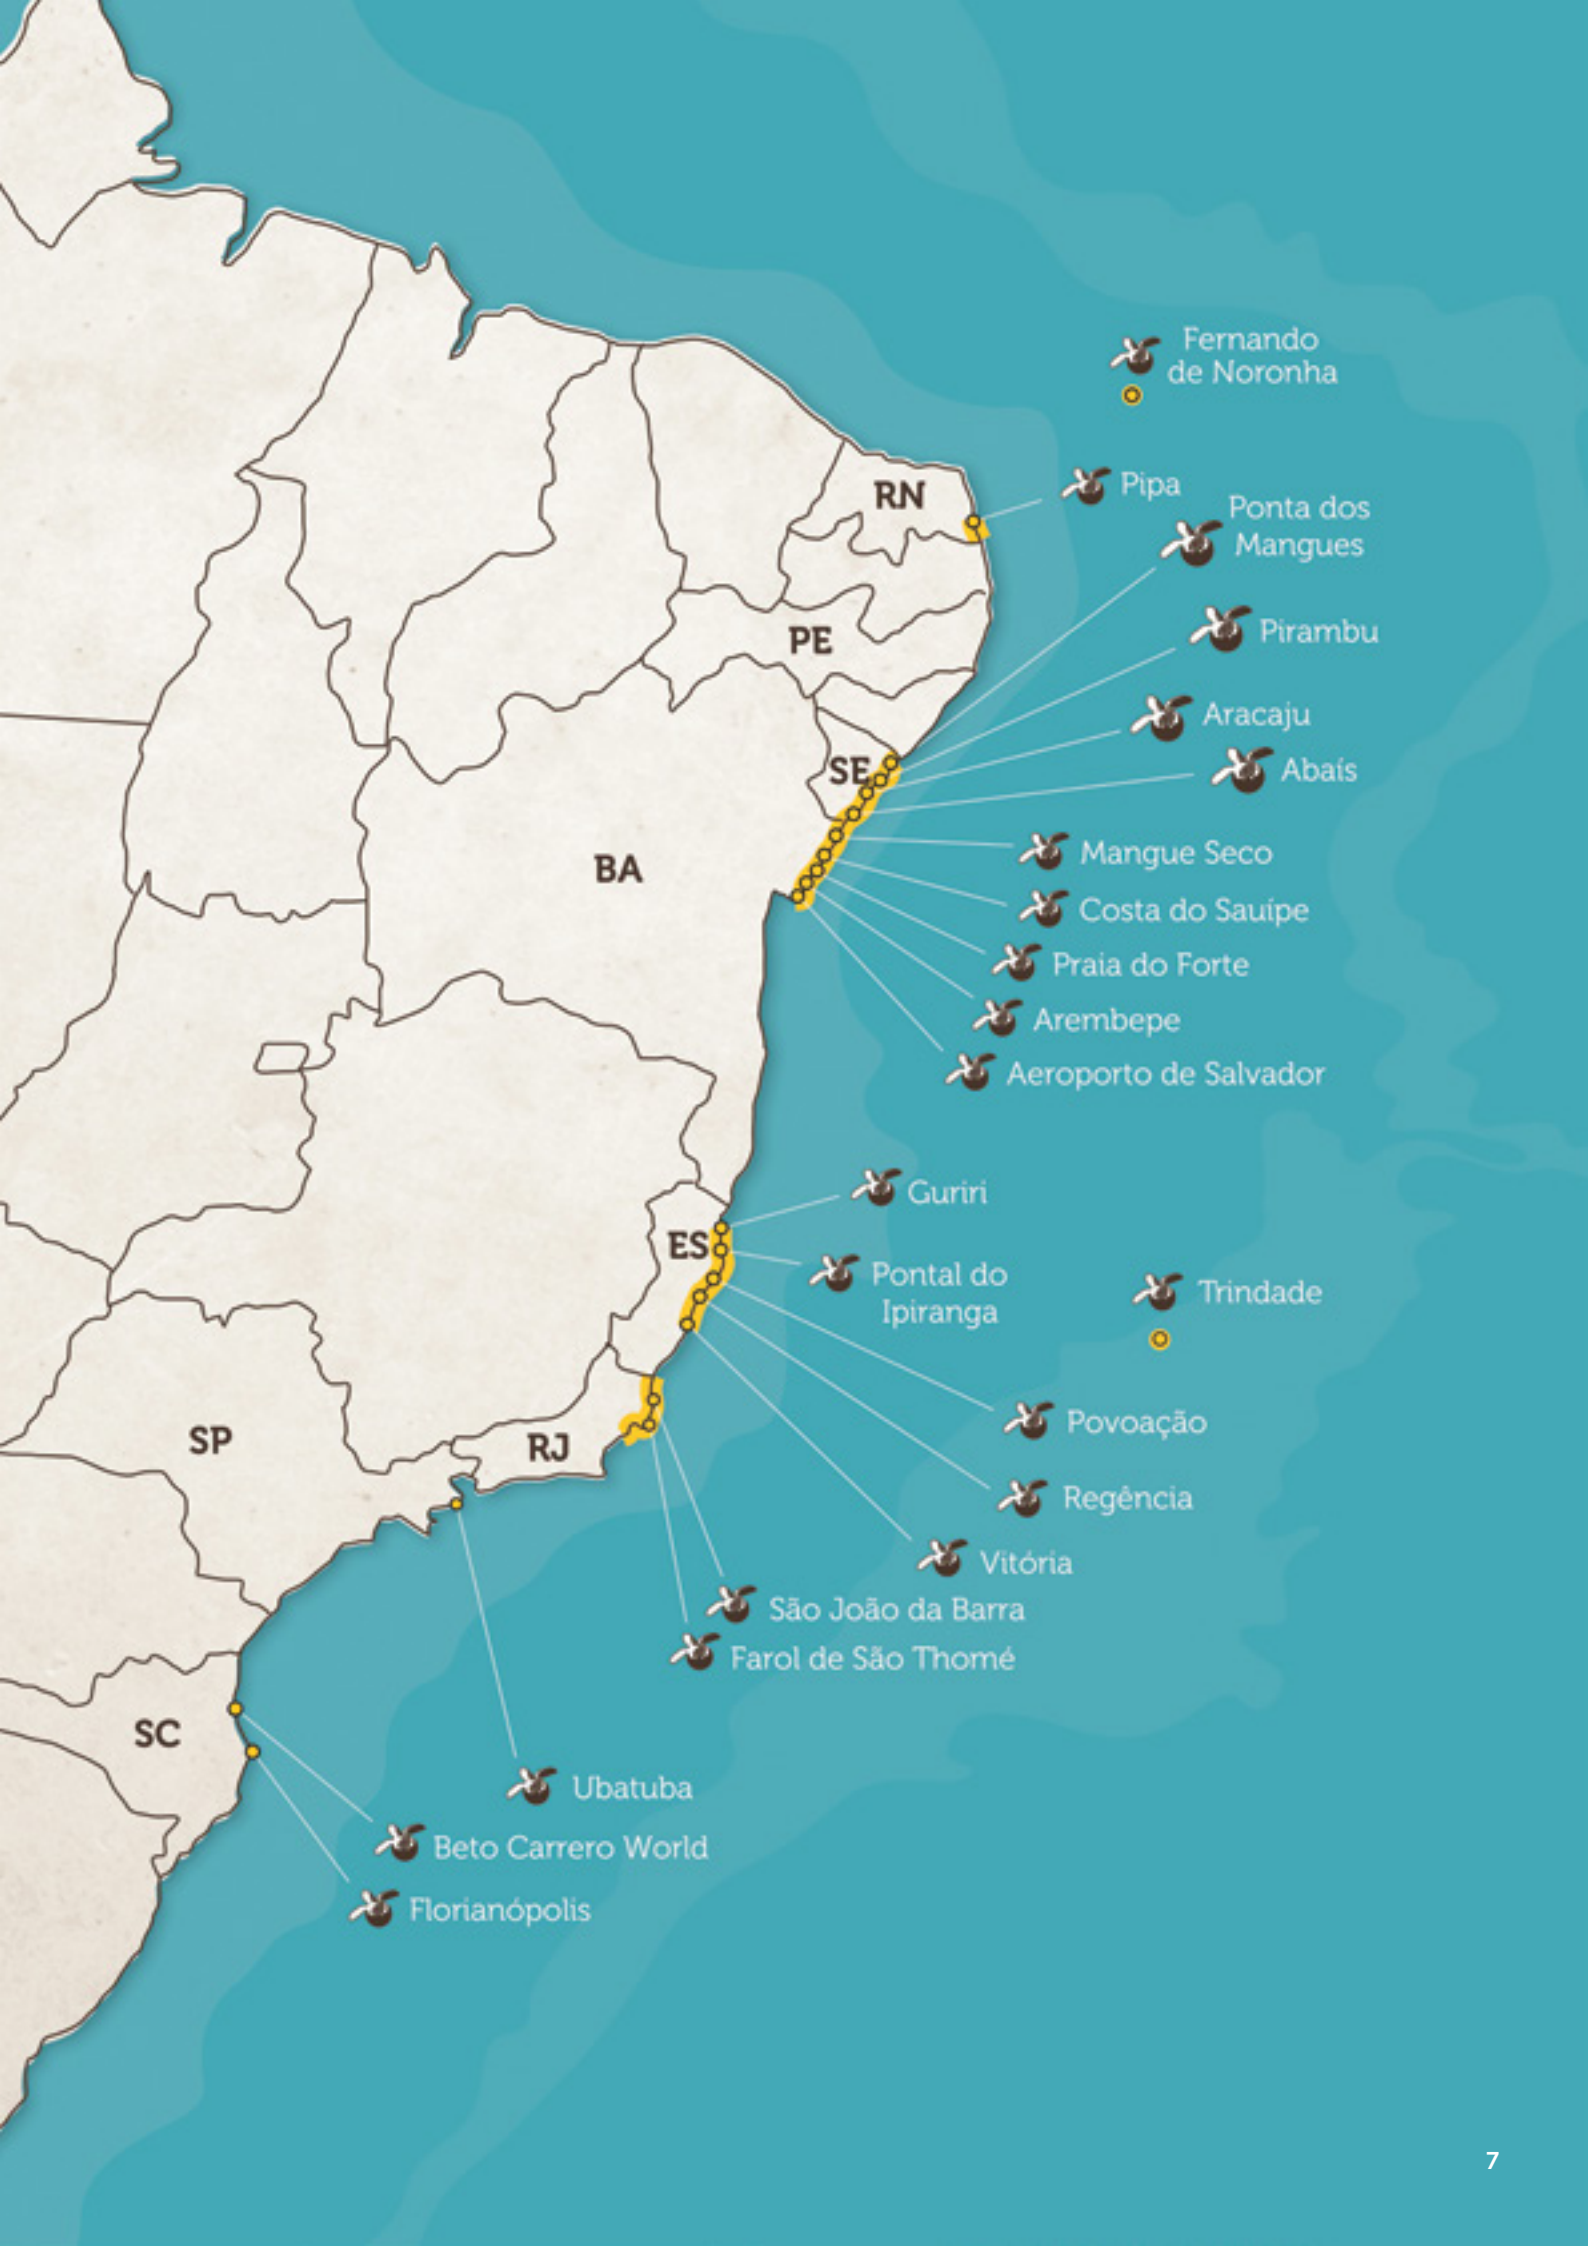 Fernando
de Noronha
RN
Pipa
Ponta dos
Mangues
PE
Pirambu
Aracaju
SE
Abaís
BA
Mangue Seco
Costa do Sauípe
Praia do Forte
Arembepe
Aeroporto de Salvador
Guriri
ES
Pontal do
Ipiranga
Trindade
Povoação
SP
RJ
Regência
Vitória
São João da Barra
Farol de São Thomé
SC
Ubatuba
Beto Carrero World
Florianópolis
7